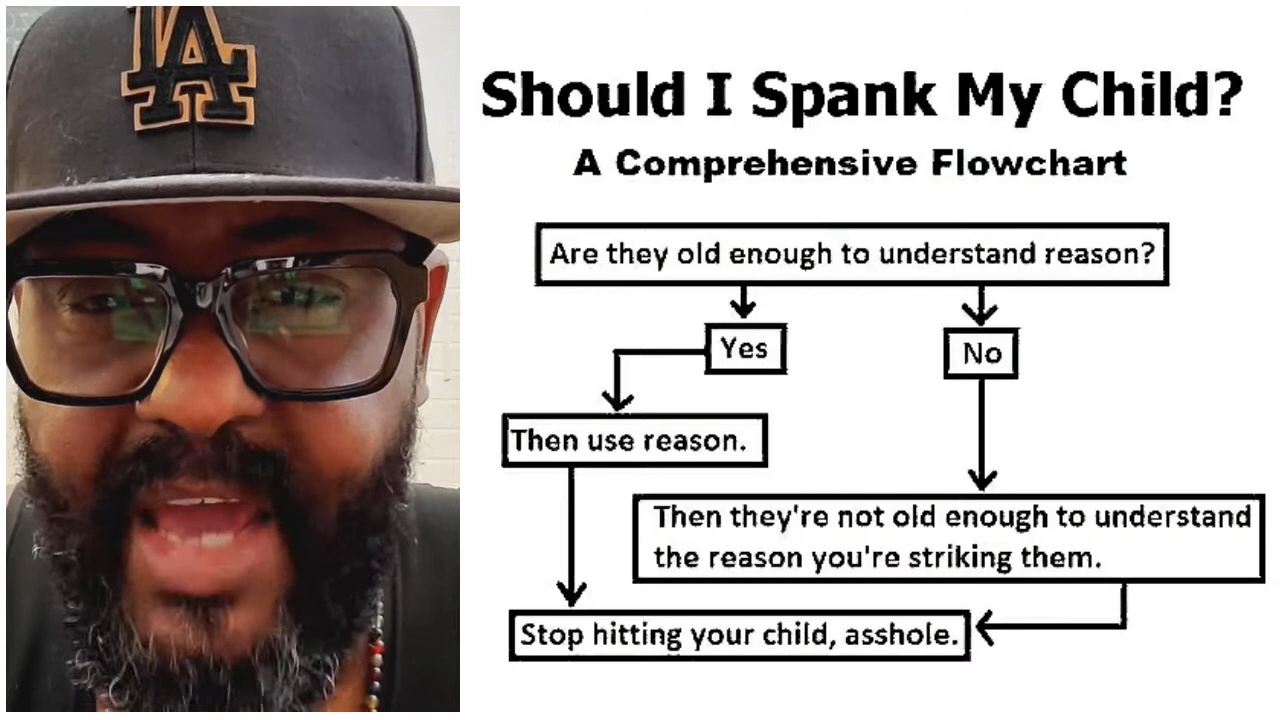 LA
Should I Spank My Child?
A Comprehensive Flowchart
Are they old enough to understand reason?
Yes
No
Then use reason.
Then they're not old enough to understand
the reason you're striking them.
Stop hitting your child, asshole.